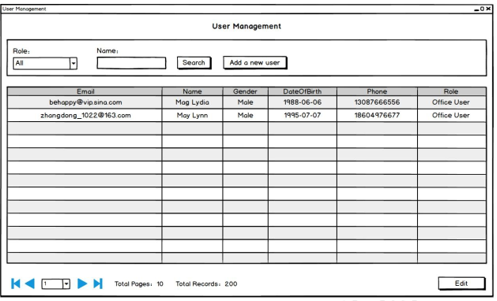 User Management
User Management
Role:
Name:
All
Search
Add a new user
Email Name Gender DateOfBirth Phone Role
behappy@vip.sina.com Mag Lydia Male 1988-06-06 13087666556 Office User
zhangdong_1022@163.com May Lynn Male 1995-07-07 18604976677 Office User
1
Total Pages: 10
Total Records: 200
Edit